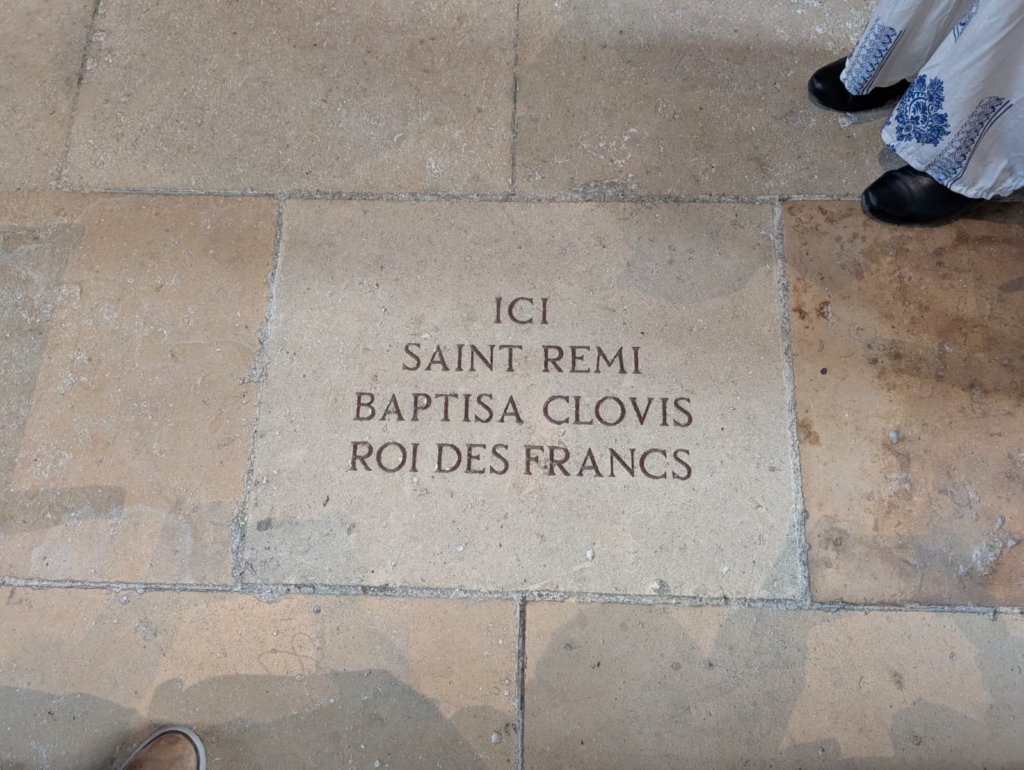 ICI
SAINT REMI
BAPTISA CLOVIS
ROI DES FRANCS